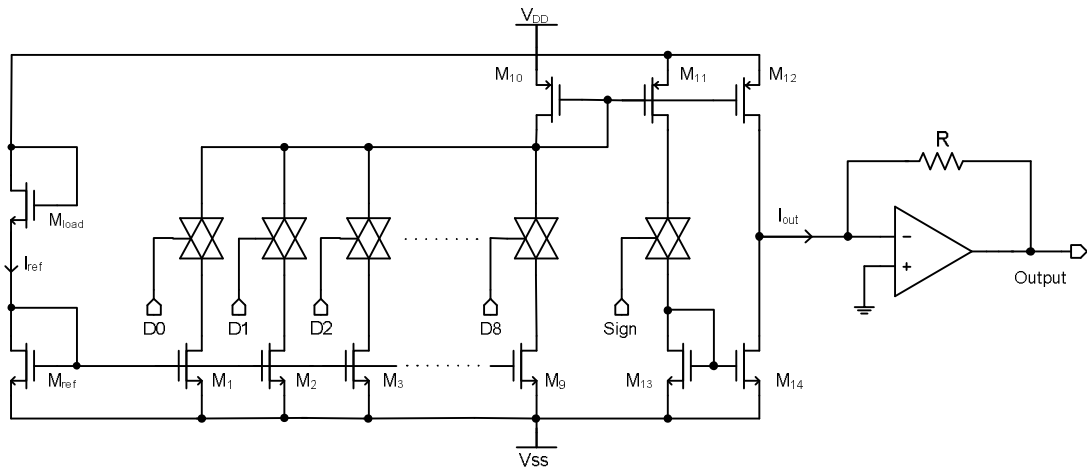 VDD
M10
M11
M12
R
Mload
Iref
Iout
−
+
Output
D0
D1
D2
D8
Sign
Mref
M1
M2
M3
M9
M13
M14
Vss